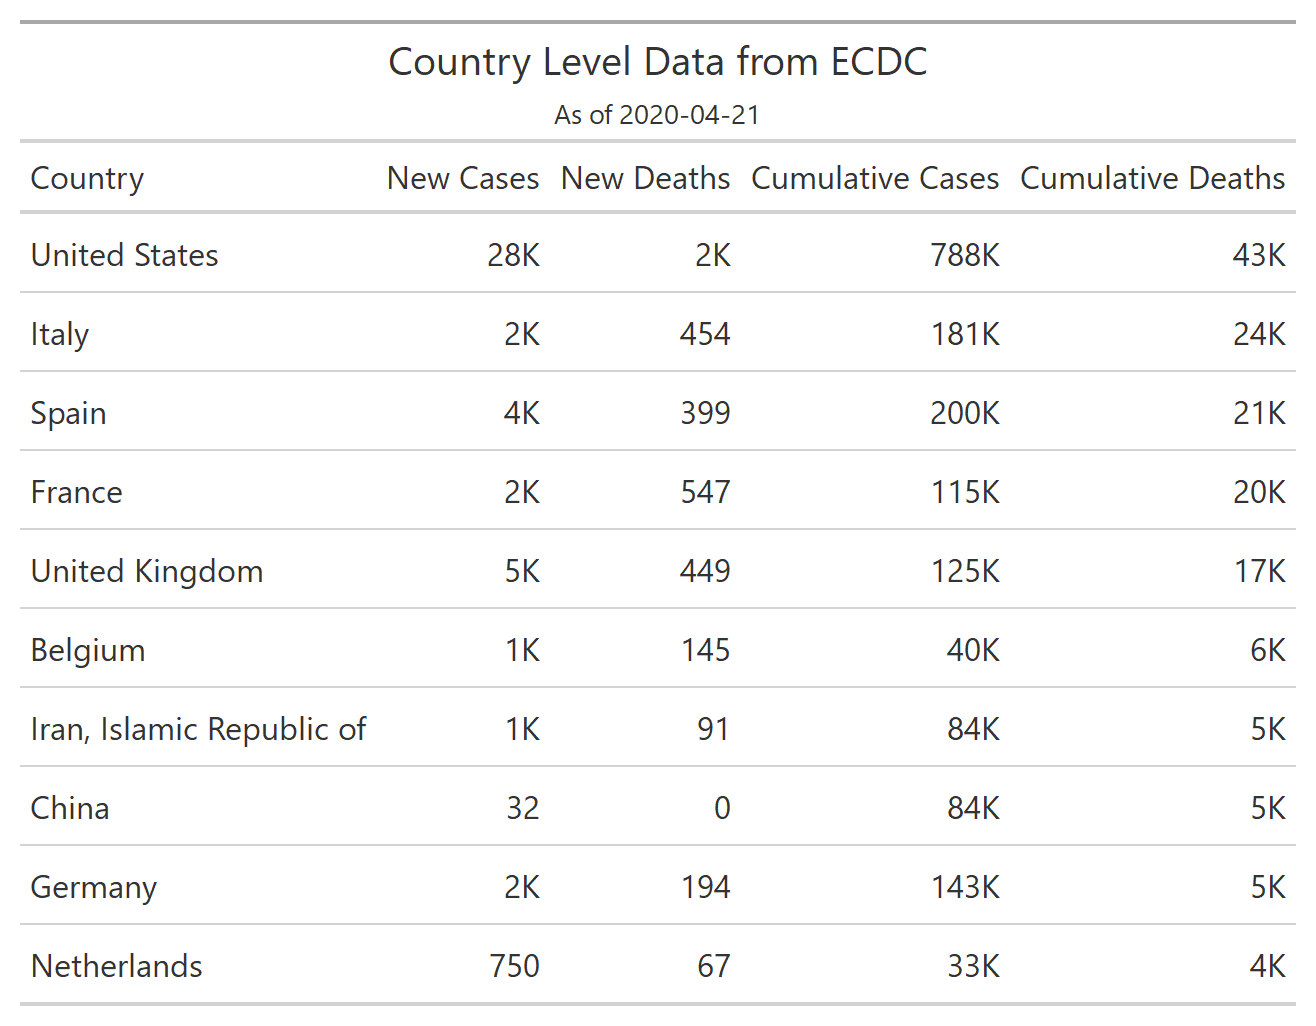 Country Level Data from ECDC
As of 2020-04-21
Country New Cases New Deaths Cumulative Cases Cumulative Deaths
United States 28K 2K 788K 43K
Italy 2K 454 181K 24K
Spain 4K 399 200K 21K
France 2K 547 115K 20K
United Kingdom 5K 449 125K 17K
Belgium 1K 145 40K 6K
Iran, Islamic Republic of 1K 91 84K 5K
China 32 0 84K 5K
Germany 2K 194 143K 5K
Netherlands 750 67 33K 4K